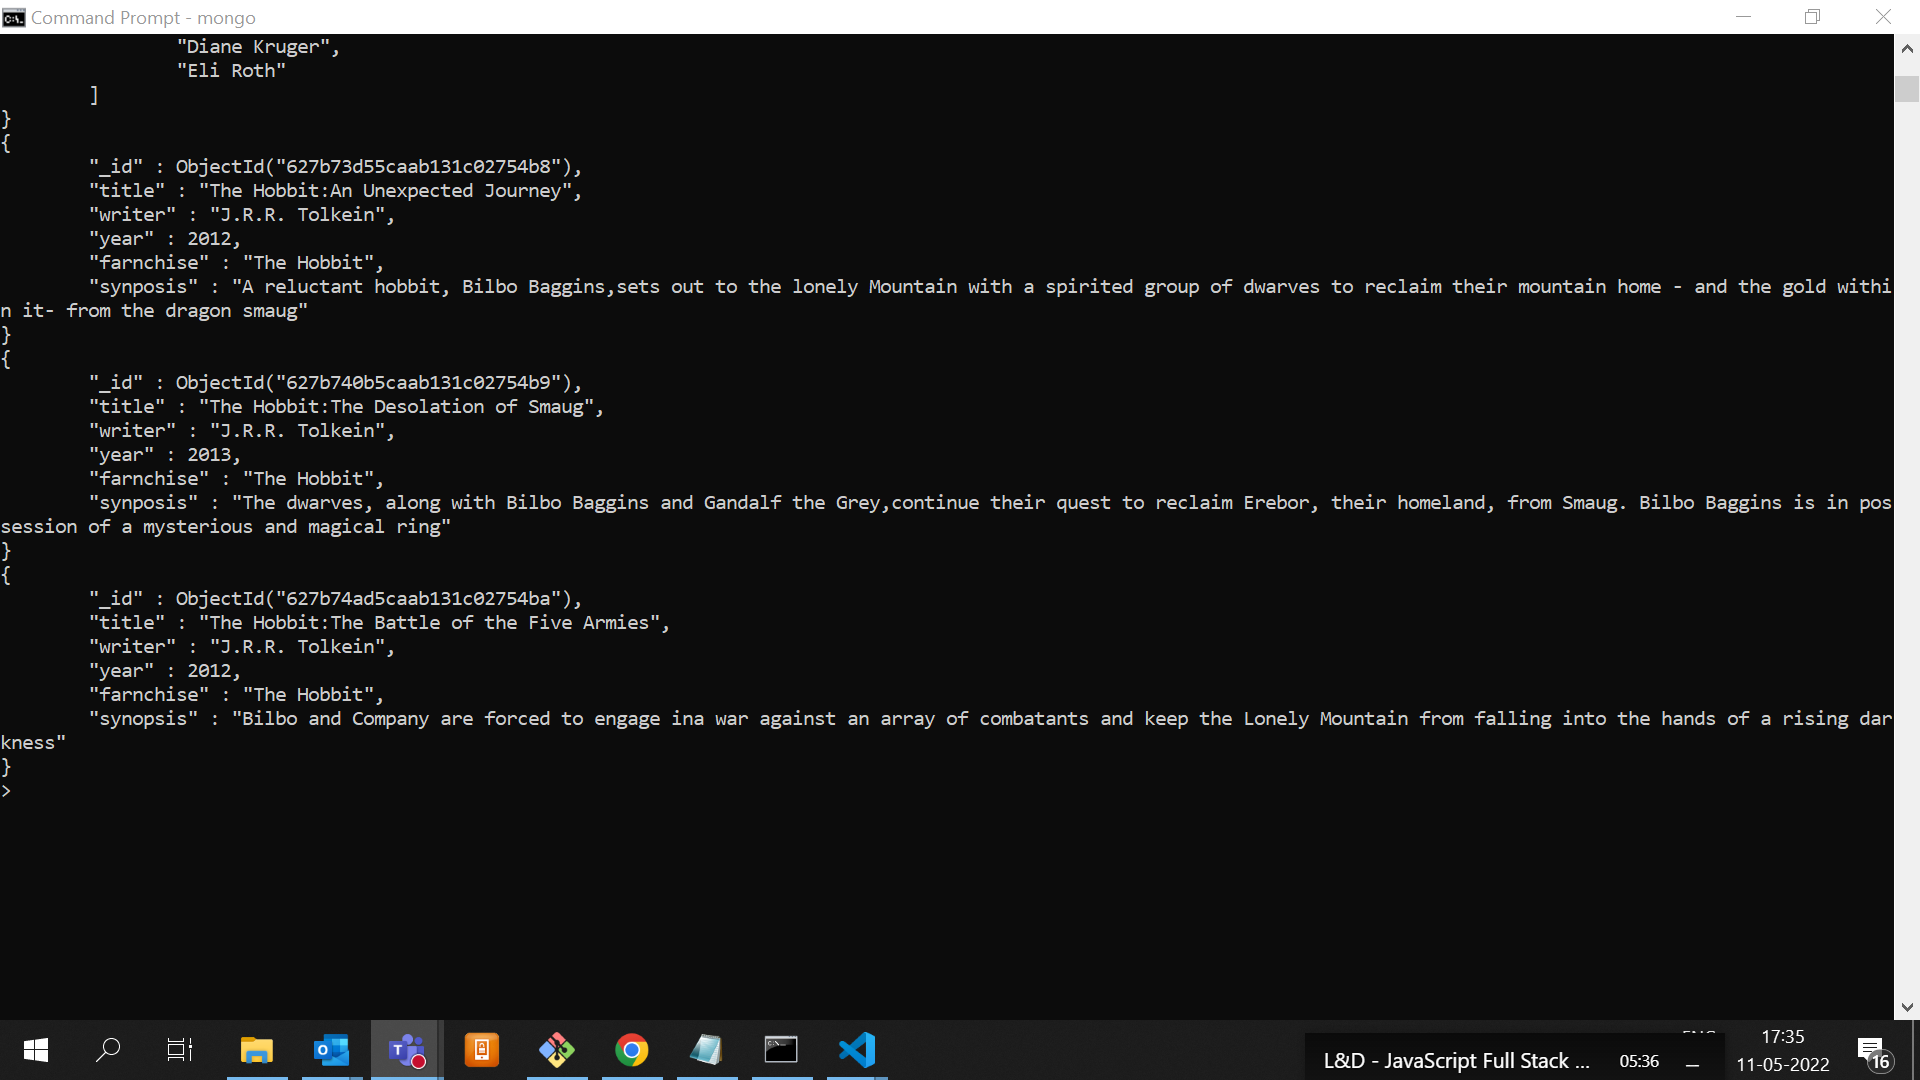 Command Prompt - mongo
"Diane Kruger",
"Eli Roth"
]
}
{
"_id" : ObjectId("627b73d55caab131c02754b8"),
"title" : "The Hobbit:An Unexpected Journey",
"writer" : "J.R.R. Tolkein",
"year" : 2012,
"farnchise" : "The Hobbit",
"synposis" : "A reluctant hobbit, Bilbo Baggins,sets out to the lonely Mountain with a spirited group of dwarves to reclaim their mountain home - and the gold withi
n it- from the dragon smaug"
}
{
"_id" : ObjectId("627b740b5caab131c02754b9"),
"title" : "The Hobbit:The Desolation of Smaug",
"writer" : "J.R.R. Tolkein",
"year" : 2013,
"farnchise" : "The Hobbit",
"synposis" : "The dwarves, along with Bilbo Baggins and Gandalf the Grey,continue their quest to reclaim Erebor, their homeland, from Smaug. Bilbo Baggins is in pos
session of a mysterious and magical ring"
}
{
"_id" : ObjectId("627b74ad5caab131c02754ba"),
"title" : "The Hobbit:The Battle of the Five Armies",
"writer" : "J.R.R. Tolkein",
"year" : 2012,
"farnchise" : "The Hobbit",
"synopsis" : "Bilbo and Company are forced to engage ina war against an array of combatants and keep the Lonely Mountain from falling into the hands of a rising dar
kness"
}
>
L&D - JavaScript Full Stack ... 05:36
17:35
11-05-2022
16